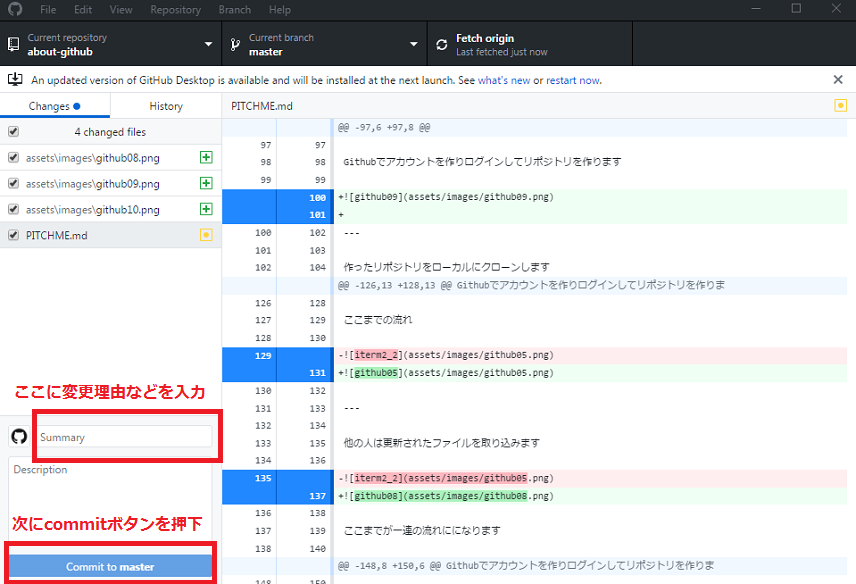 File Edit View Repository Branch Help
Current repository
about-github
Current branch
master
Fetch origin
Last fetched just now
An updated version of GitHub Desktop is available and will be installed at the next launch. See what's new or restart now.
Changes History
4 changed files
assets\images\github08.png
assets\images\github09.png
assets\images\github10.png
PITCHME.md
ここに変更理由などを入力
Summary
Description
次にcommitボタンを押下
Commit to master
PITCHME.md
@@ -97,6 +97,8 @@
97 97
98 98 Githubでアカウントを作りログインしてリポジトリを作ります
99 99
100 +![github09](assets/images/github09.png)
101 +
100 102 ---
101 103
102 104 作ったリポジトリをローカルにクローンします
@@ -126,13 +128,13 @@ Githubでアカウントを作りログインしてリポジトリを作りま
126 128
127 129 ここまでの流れ
128 130
129 -![iterm2_2](assets/images/github05.png)
131 +![github05](assets/images/github05.png)
130 132
131 133 ---
132 134
133 135 他の人は更新されたファイルを取り込みます
134 136
135 -![iterm2_2](assets/images/github05.png)
137 +![github08](assets/images/github08.png)
136 138
137 139 ここまでが一連の流れにになります
138 140
@@ -148,8 +150,6 @@ Githubでアカウントを作りログインしてリポジトリを作りま
148 150